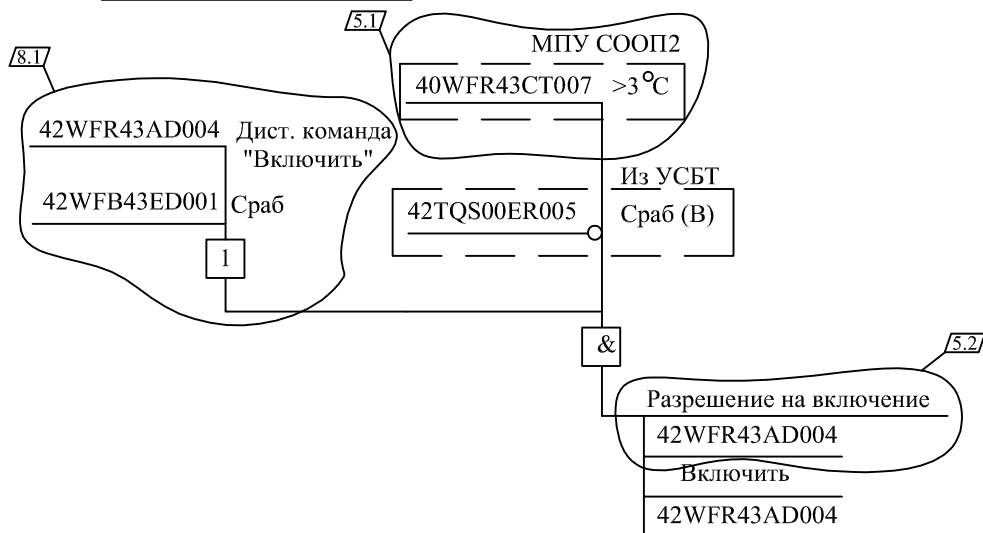 5.1
8.1
МПУ СООП2
40WFR43CT007 >3°C
42WFR43AD004 Дист. команда
"Включить"
42WFB43ED001 Сраб
1
Из УСБТ
42TQS00ER005 Сраб (В)
&
5.2
Разрешение на включение
42WFR43AD004
Включить
42WFR43AD004